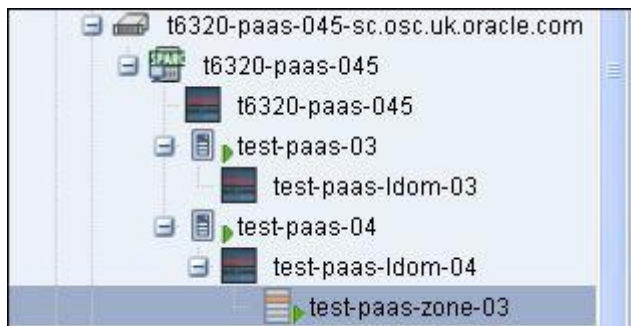 t6320-paas-045-sc.osc.uk.oracle.com
SPARC
t6320-paas-045
t6320-paas-045
test-paas-03
test-paas-ldom-03
test-paas-04
test-paas-ldom-04
test-paas-zone-03